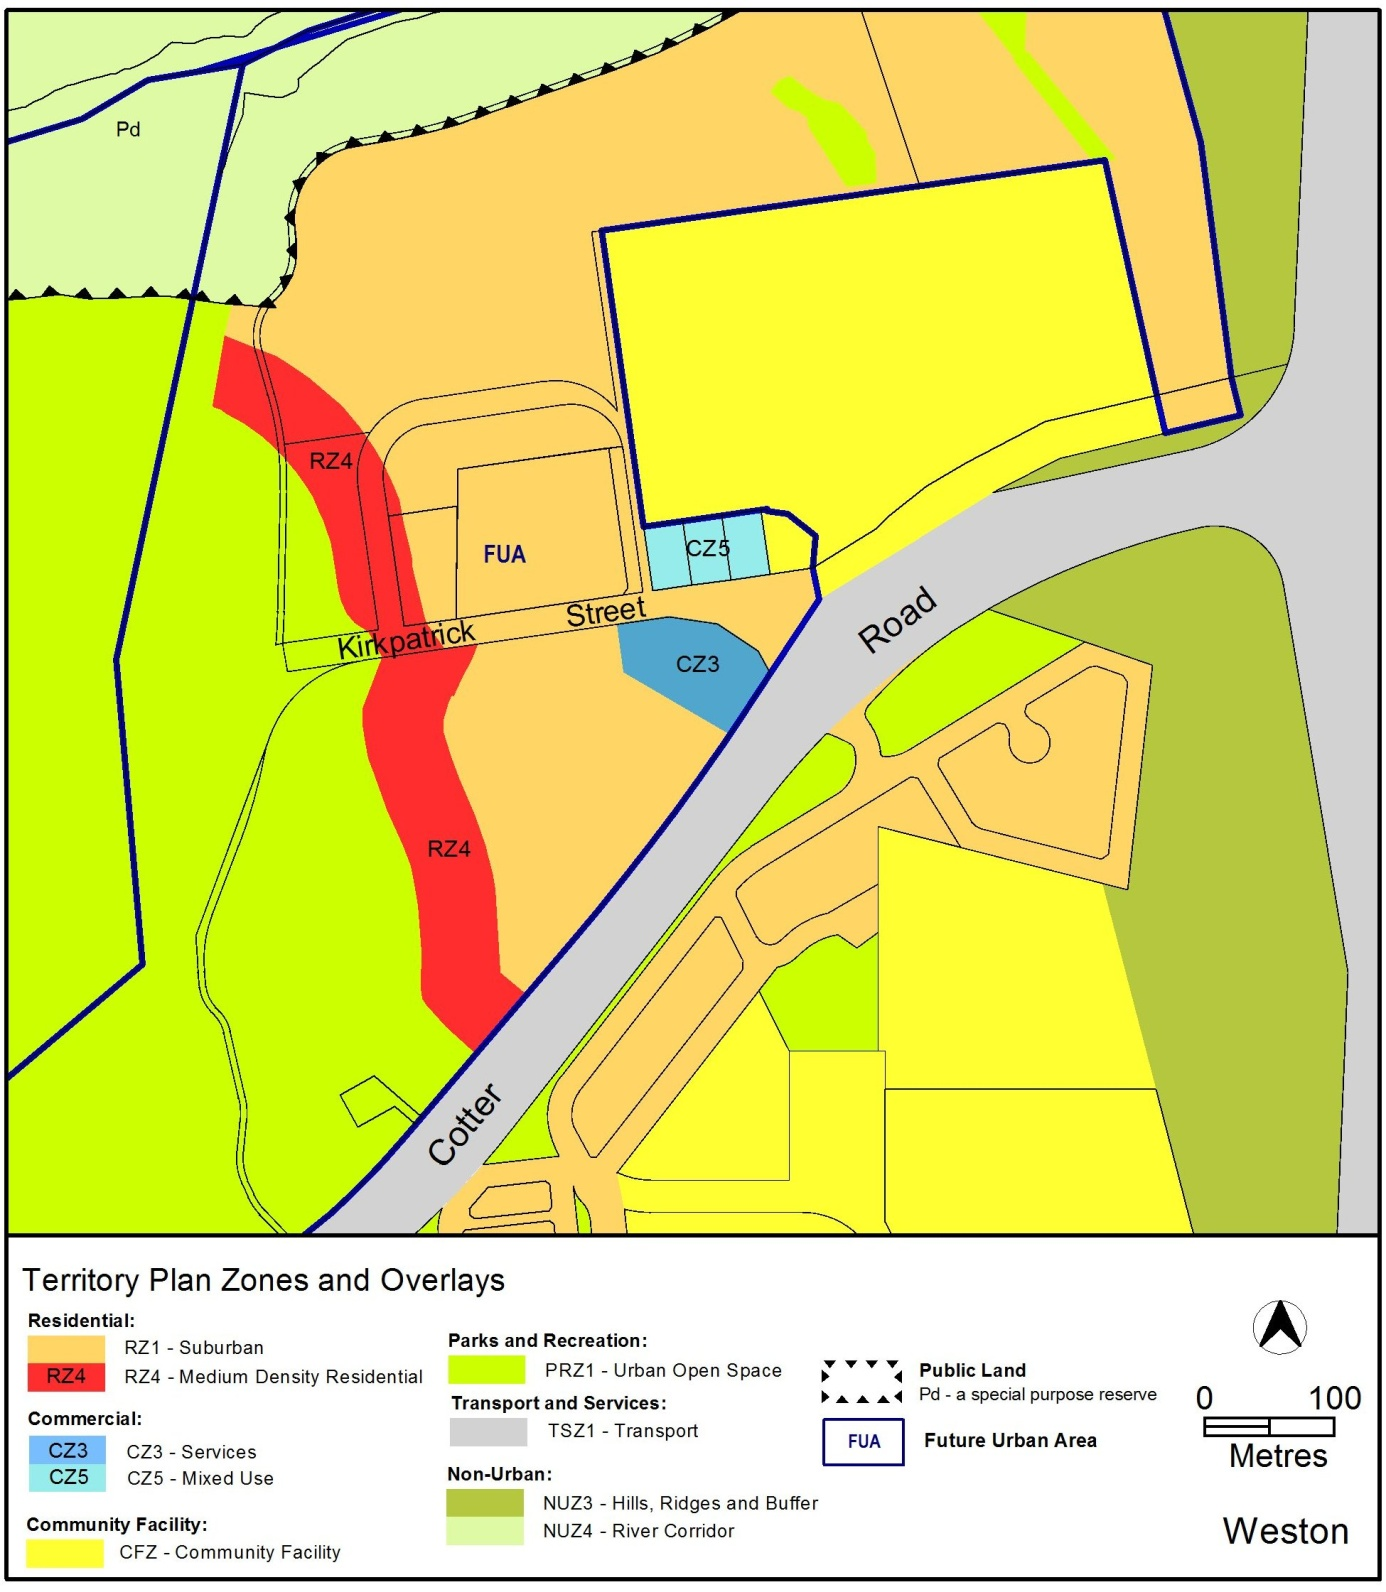 Pd
RZ4
FUA
CZ5
Kirkpatrick Street
CZ3
Road
RZ4
Cotter
Territory Plan Zones and Overlays
Residential:
RZ1 - Suburban
RZ4 RZ4 - Medium Density Residential
Commercial:
CZ3 CZ3 - Services
CZ5 CZ5 - Mixed Use
Community Facility:
CFZ - Community Facility
Parks and Recreation:
PRZ1 - Urban Open Space
Transport and Services:
TSZ1 - Transport
Non-Urban:
NUZ3 - Hills, Ridges and Buffer
NUZ4 - River Corridor
Public Land
Pd - a special purpose reserve
FUA Future Urban Area
0 100
Metres
Weston